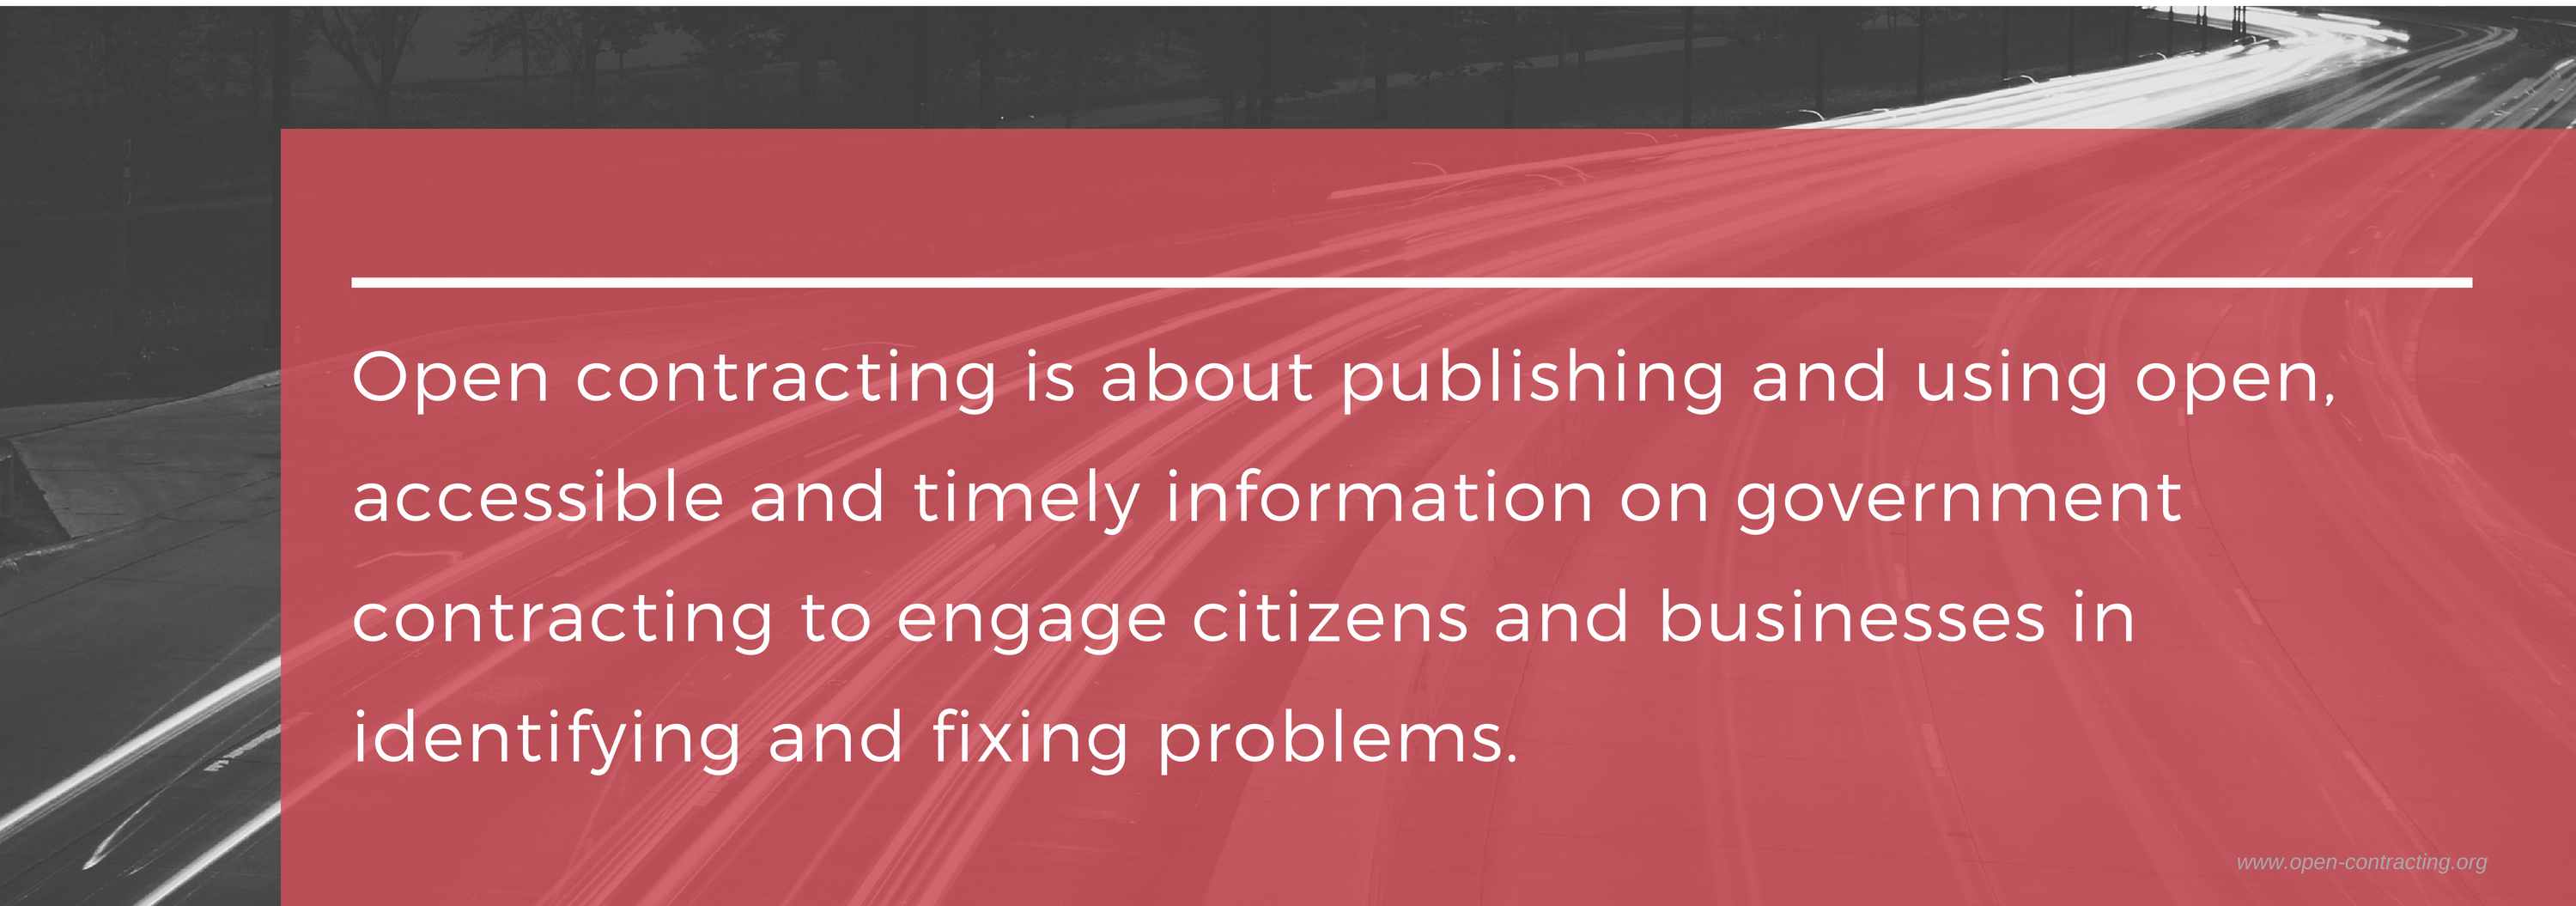 Open contracting is about publishing and using open,
accessible and timely information on government
contracting to engage citizens and businesses in
identifying and fixing problems.
www.open-contracting.org